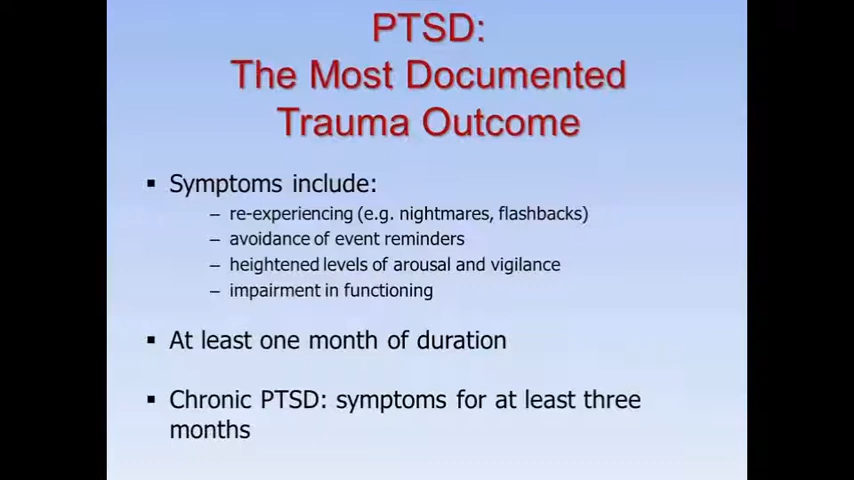 PTSD:
The Most Documented
Trauma Outcome
▪ Symptoms include:
– re-experiencing (e.g. nightmares, flashbacks)
– avoidance of event reminders
– heightened levels of arousal and vigilance
– impairment in functioning
▪ At least one month of duration
▪ Chronic PTSD: symptoms for at least three
months